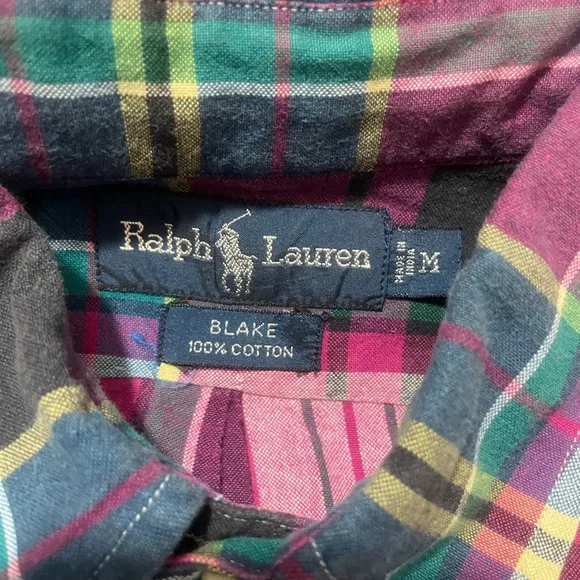 Ralph Lauren
MADE IN
INDIA
M
BLAKE
100% COTTON